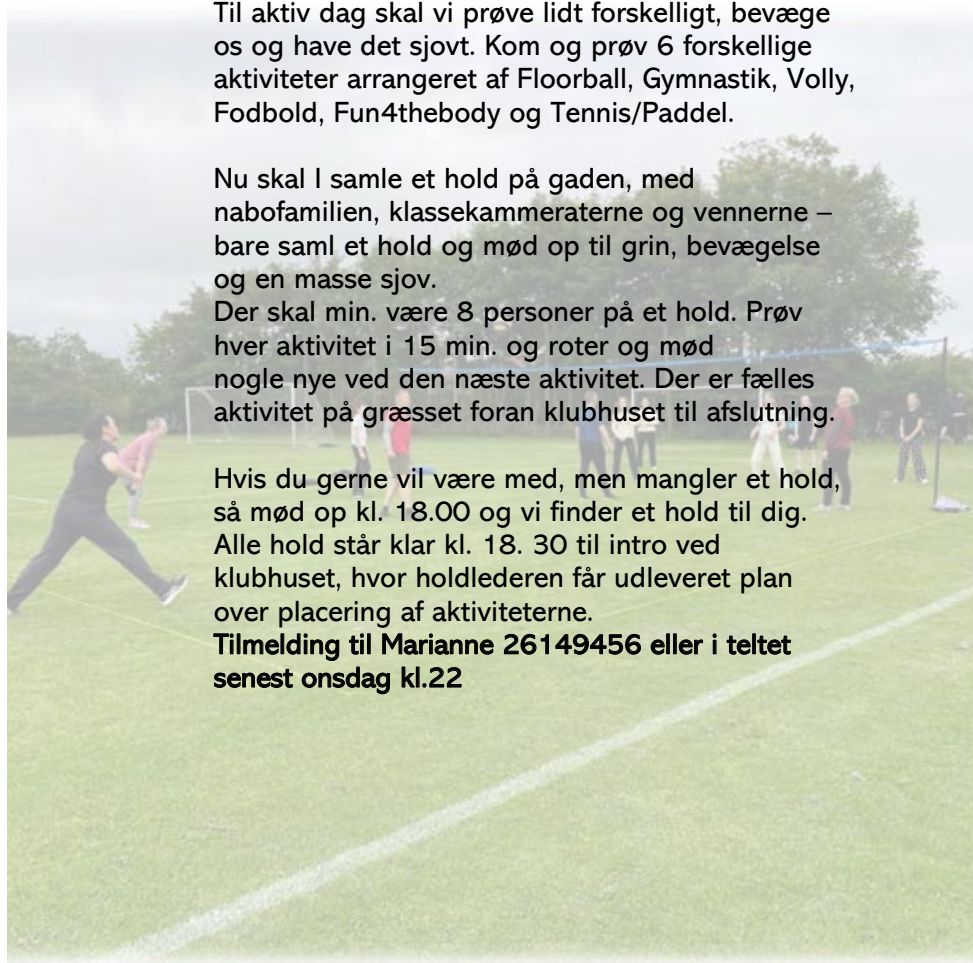 Til aktiv dag skal vi prøve lidt forskelligt, bevæge
os og have det sjovt. Kom og prøv 6 forskellige
aktiviteter arrangeret af Floorball, Gymnastik, Volly,
Fodbold, Fun4thebody og Tennis/Paddel.
Nu skal I samle et hold på gaden, med
nabofamilien, klassekammeraterne og vennerne –
bare saml et hold og mød op til grin, bevægelse
og en masse sjov.
Der skal min. være 8 personer på et hold. Prøv
hver aktivitet i 15 min. og roter og mød
nogle nye ved den næste aktivitet. Der er fælles
aktivitet på græsset foran klubhuset til afslutning.
Hvis du gerne vil være med, men mangler et hold,
så mød op kl. 18.00 og vi finder et hold til dig.
Alle hold står klar kl. 18. 30 til intro ved
klubhuset, hvor holdlederen får udleveret plan
over placering af aktiviteterne.
Tilmelding til Marianne 26149456 eller i teltet
senest onsdag kl.22